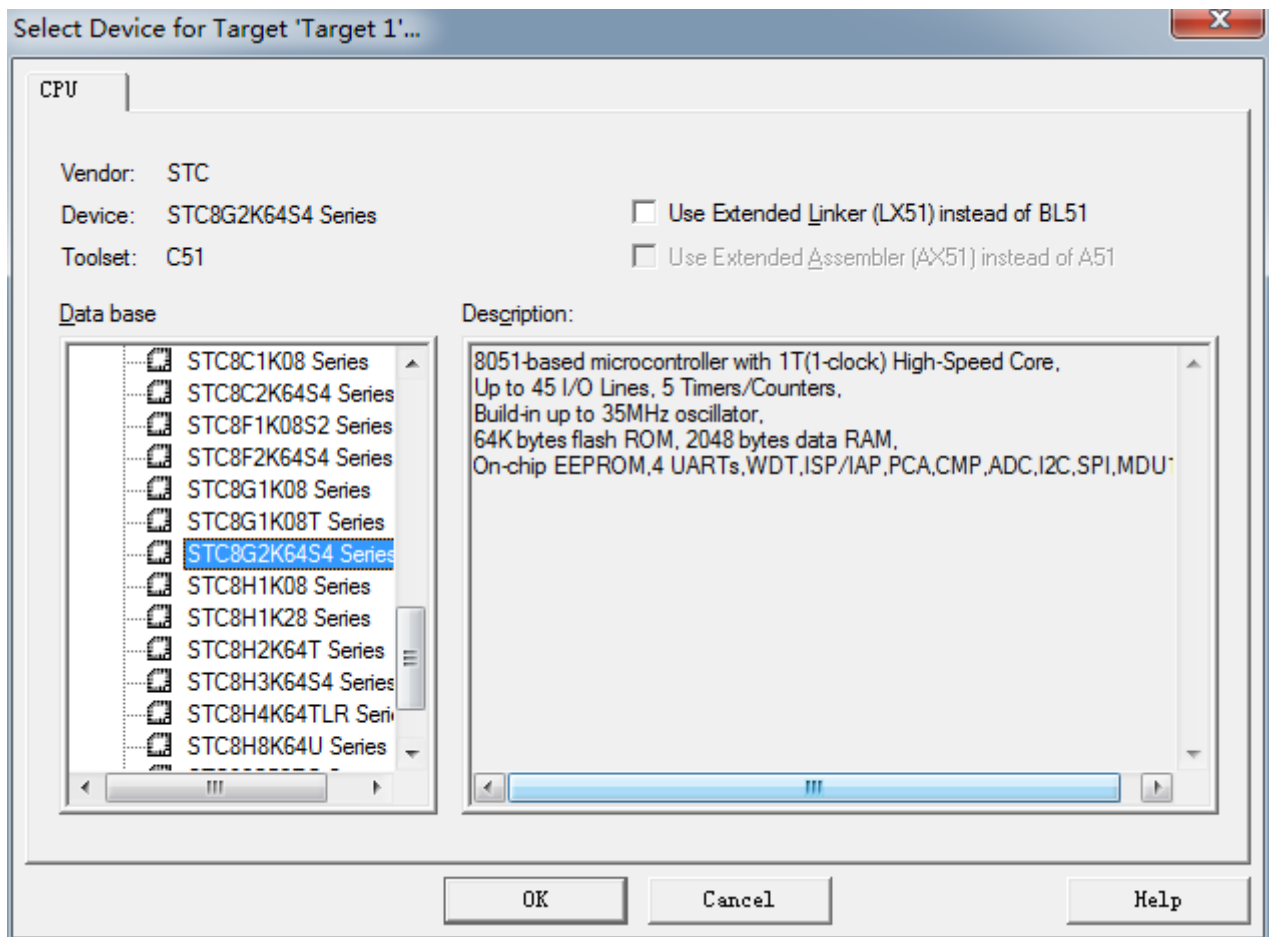 Select Device for Target 'Target 1'...
CPU
Vendor: STC
Device: STC8G2K64S4 Series
Toolset: C51
Use Extended Linker (LX51) instead of BL51
Use Extended Assembler (AX51) instead of A51
Data base
STC8C1K08 Series
STC8C2K64S4 Series
STC8F1K08S2 Series
STC8F2K64S4 Series
STC8G1K08 Series
STC8G1K08T Series
STC8G2K64S4 Series
STC8H1K08 Series
STC8H1K28 Series
STC8H2K64T Series
STC8H3K64S4 Series
STC8H4K64TLR Seri
STC8H8K64U Series
Description:
8051-based microcontroller with 1T(1-clock) High-Speed Core,
Up to 45 I/O Lines, 5 Timers/Counters,
Build-in up to 35MHz oscillator,
64K bytes flash ROM, 2048 bytes data RAM,
On-chip EEPROM,4 UARTs,WDT,ISP/IAP,PCA,CMP,ADC,I2C,SPI,MDU
OK
Cancel
Help